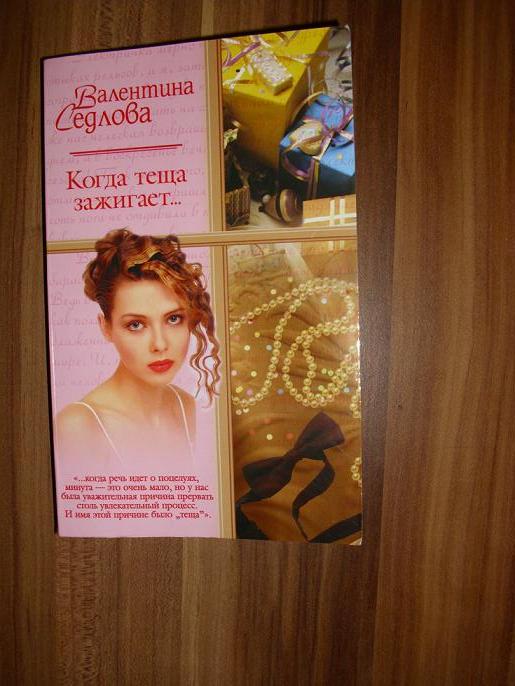 Валентина
Седлова
Когда теща
зажигает...
«...когда речь идет о поцелуях,
минута — это очень мало, но у нас
была уважительная причина прервать
столь увлекательный процесс.
И имя этой причине было „теща”».